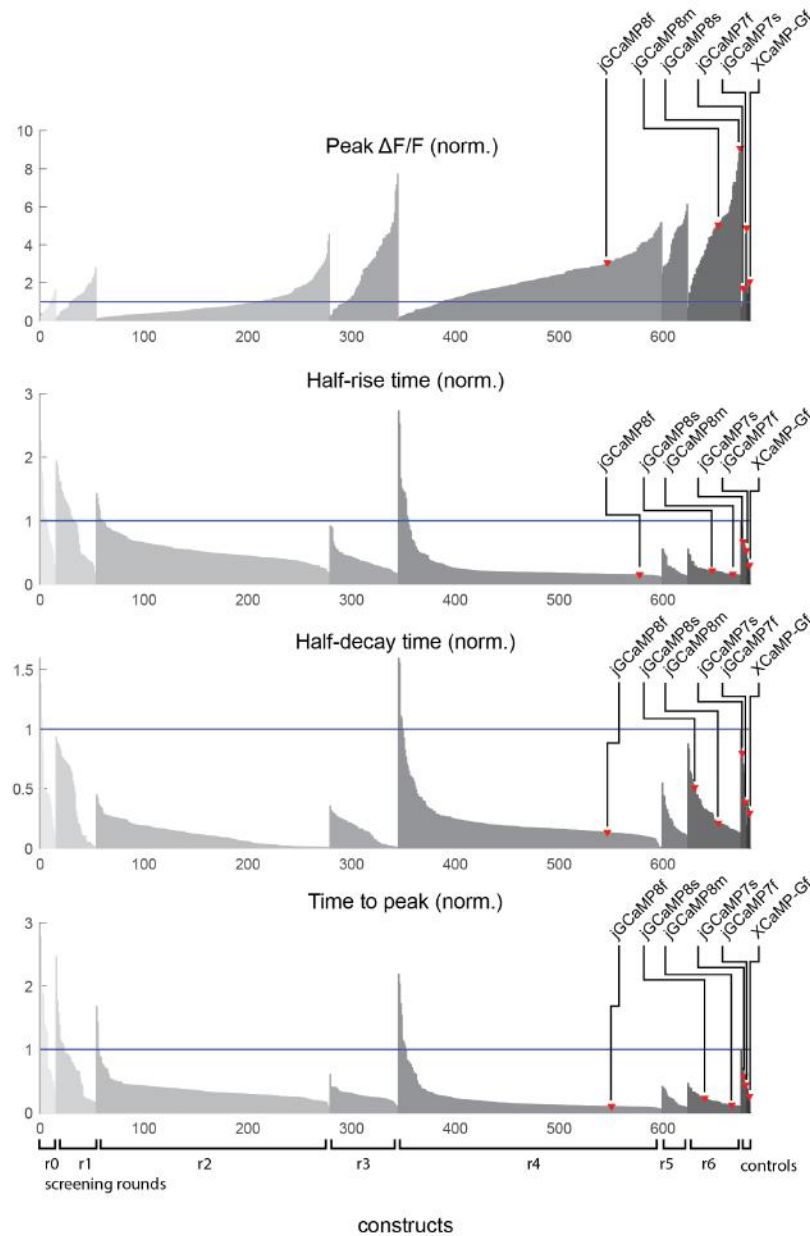 jGCaMP8f
jGCaMP8m
jGCaMP8s
jGCaMP7f
jGCaMP7s
XCaMP-Gf
Peak ΔF/F (norm.)
10
8
6
4
2
0
0 100 200 300 400 500 600
Half-rise time (norm.)
jGCaMP8f
jGCaMP8s
jGCaMP8m
jGCaMP7s
jGCaMP7f
XCaMP-Gf
3
2
1
0
0 100 200 300 400 500 600
Half-decay time (norm.)
jGCaMP8f
jGCaMP8s
jGCaMP8m
jGCaMP7s
jGCaMP7f
XCaMP-Gf
1
0.5
0
0 100 200 300 400 500 600
Time to peak (norm.)
jGCaMP8f
jGCaMP8s
jGCaMP8m
jGCaMP7s
jGCaMP7f
XCaMP-Gf
3
2
1
0
0 100 200 300 400 500 600
r0 r1 r2 r3 r4 r5 r6 controls
screening rounds
constructs